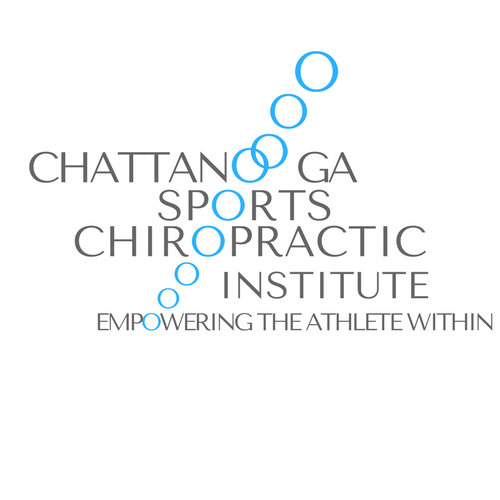 CHATTANOOGA
SPORTS
CHIROPRACTIC
INSTITUTE
EMPOWERING THE ATHLETE WITHIN